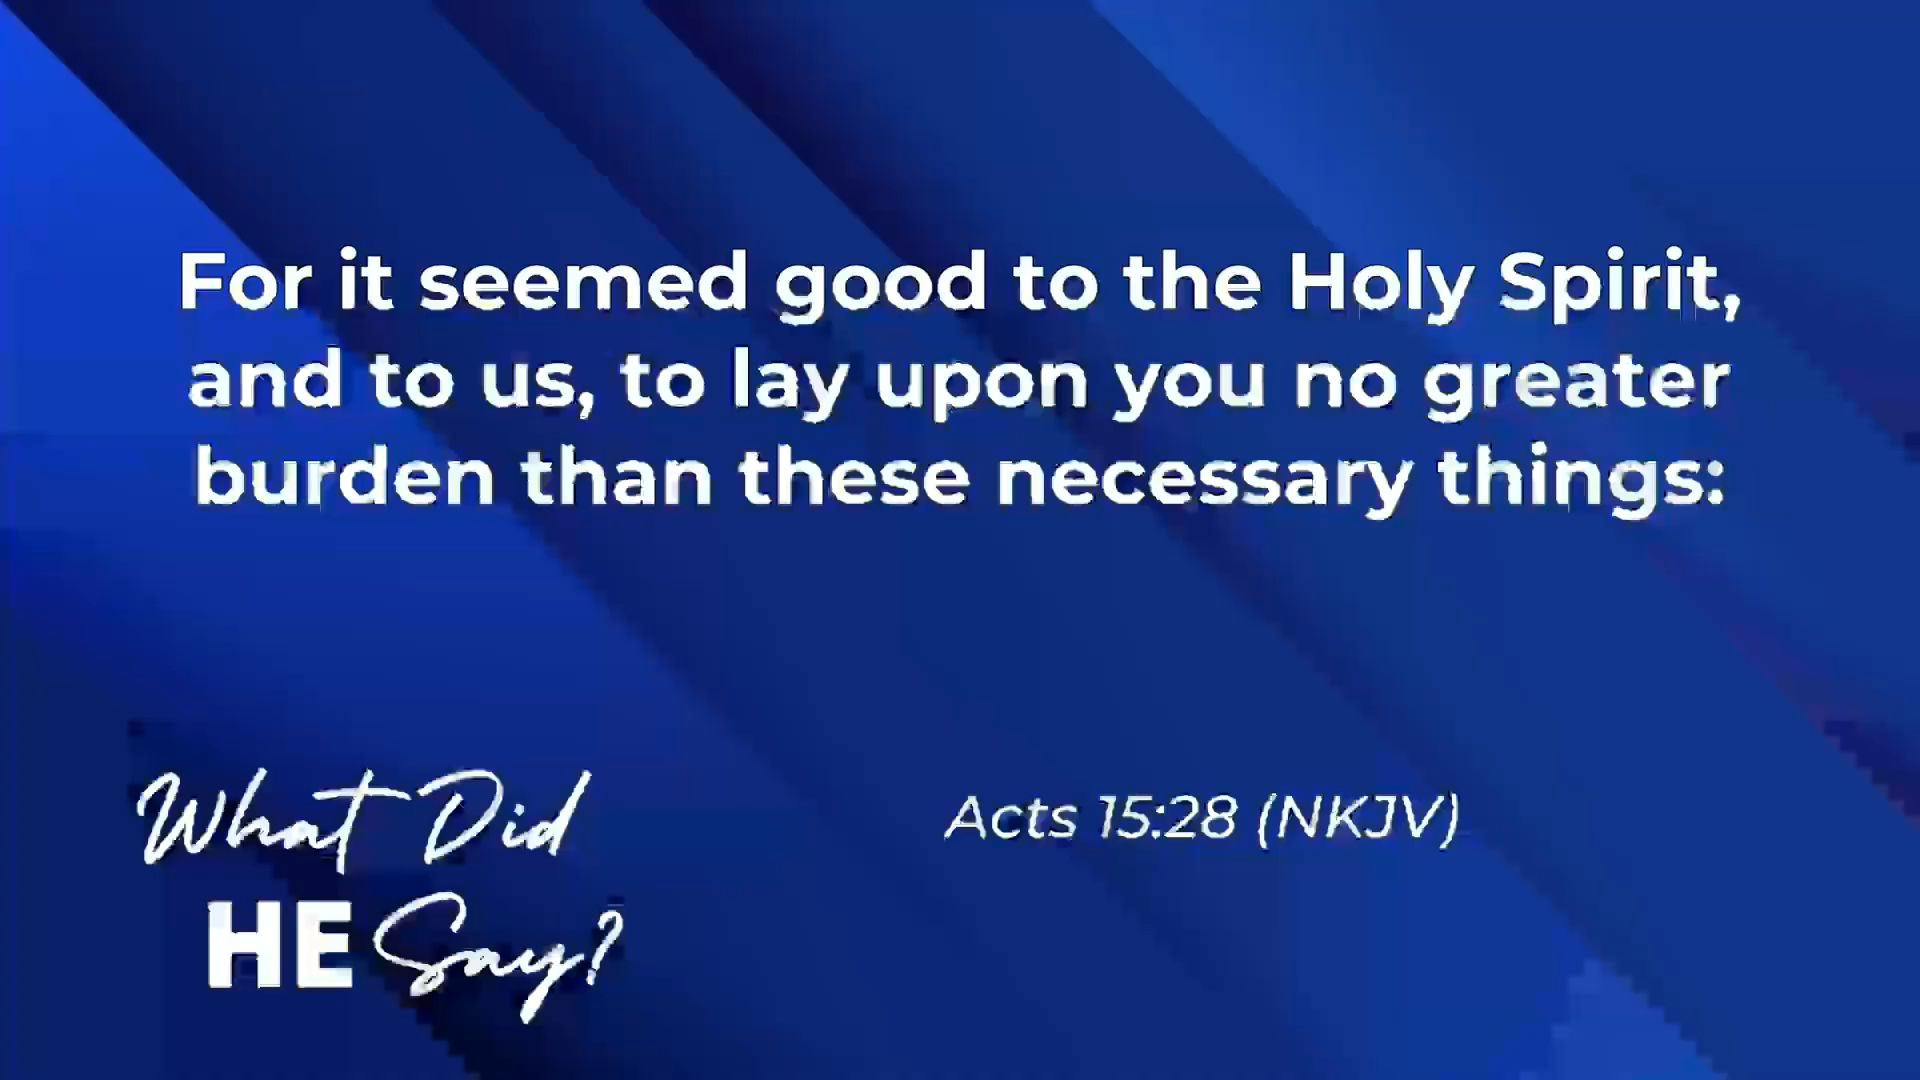 For it seemed good to the Holy Spirit,
and to us, to lay upon you no greater
burden than these necessary things:
What Did
HE Say?
Acts 15:28 (NKJV)